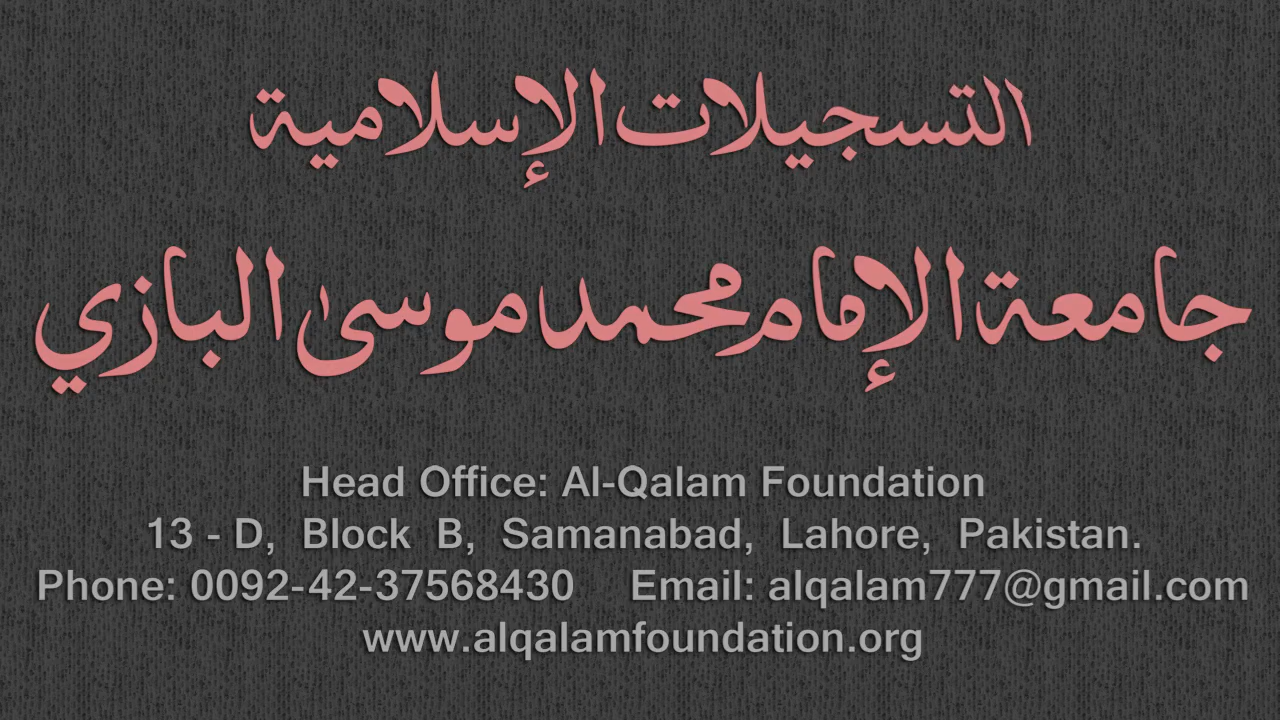 التسجيلات الإسلامية
جامعة الإمام محمد موسىٰ البازي
Head Office: Al-Qalam Foundation
13 - D, Block B, Samanabad, Lahore, Pakistan.
Phone: 0092-42-37568430 Email: alqalam777@gmail.com
www.alqalamfoundation.org